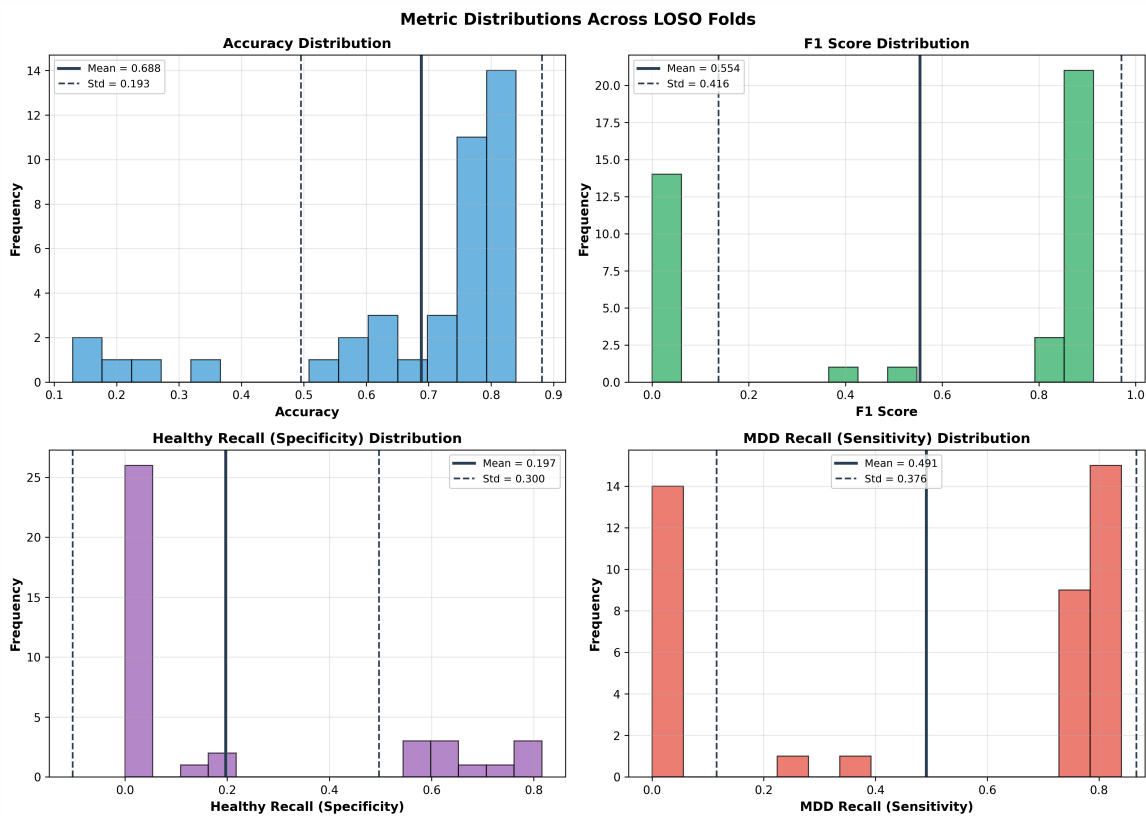 Metric Distributions Across LOSO Folds
Accuracy Distribution
Mean = 0.688
Std = 0.193
Frequency
14
12
10
8
6
4
2
0
0.1 0.2 0.3 0.4 0.5 0.6 0.7 0.8 0.9
Accuracy
F1 Score Distribution
Mean = 0.554
Std = 0.416
Frequency
20.0
17.5
15.0
12.5
10.0
7.5
5.0
2.5
0.0
0.0 0.2 0.4 0.6 0.8 1.0
F1 Score
Healthy Recall (Specificity) Distribution
Mean = 0.197
Std = 0.300
Frequency
25
20
15
10
5
0
0.0 0.2 0.4 0.6 0.8
Healthy Recall (Specificity)
MDD Recall (Sensitivity) Distribution
Mean = 0.491
Std = 0.376
Frequency
14
12
10
8
6
4
2
0
0.0 0.2 0.4 0.6 0.8
MDD Recall (Sensitivity)